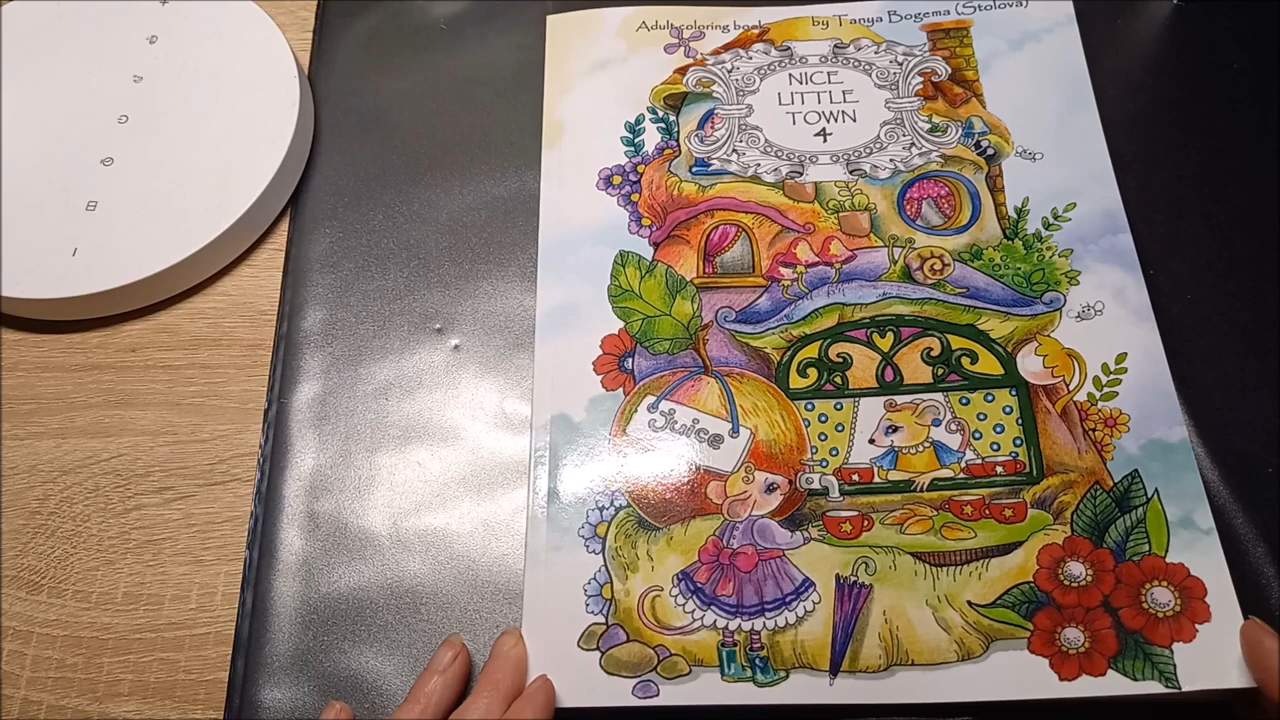 Adult coloring book by Tanya Bogema (Stolova)
NICE
LITTLE
TOWN
4
Juice